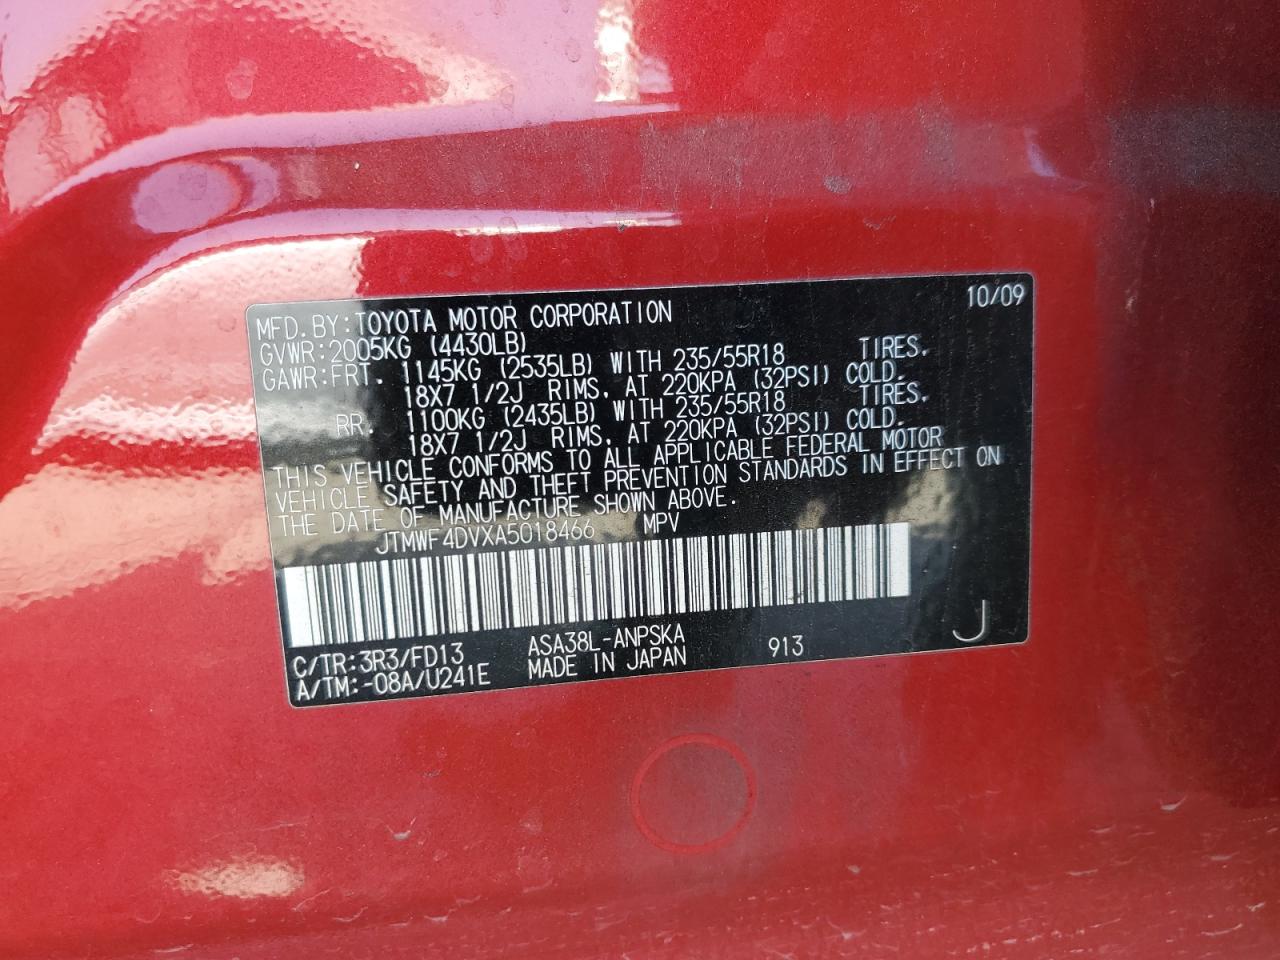 10/09
MFD. BY: TOYOTA MOTOR CORPORATION
GVWR: 2005KG (4430LB)
GAWR: FRT. 1145KG (2535LB) WITH 235/55R18 TIRES.
18X7 1/2J RIMS, AT 220KPA (32PSI) COLD.
RR. 1100KG (2435LB) WITH 235/55R18 TIRES.
18X7 1/2J RIMS, AT 220KPA (32PSI) COLD.
THIS VEHICLE CONFORMS TO ALL APPLICABLE FEDERAL MOTOR
VEHICLE SAFETY AND THEFT PREVENTION STANDARDS IN EFFECT ON
THE DATE OF MANUFACTURE SHOWN ABOVE.
JTMWF4DVXA5018466 MPV
C/TR: 3R3/FD13 ASA38L-ANPSKA 913 J
A/TM: -08A/U241E MADE IN JAPAN